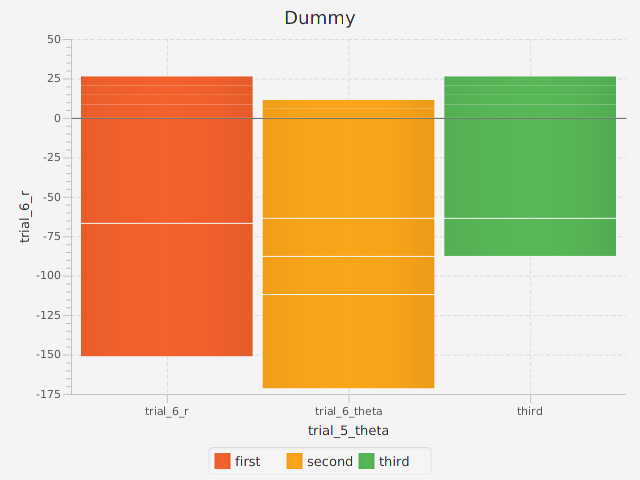 Dummy
50
25
0
-25
-50
-75
-100
-125
-150
-175
trial_6_r
trial_6_r trial_6_theta third
trial_5_theta
first second third